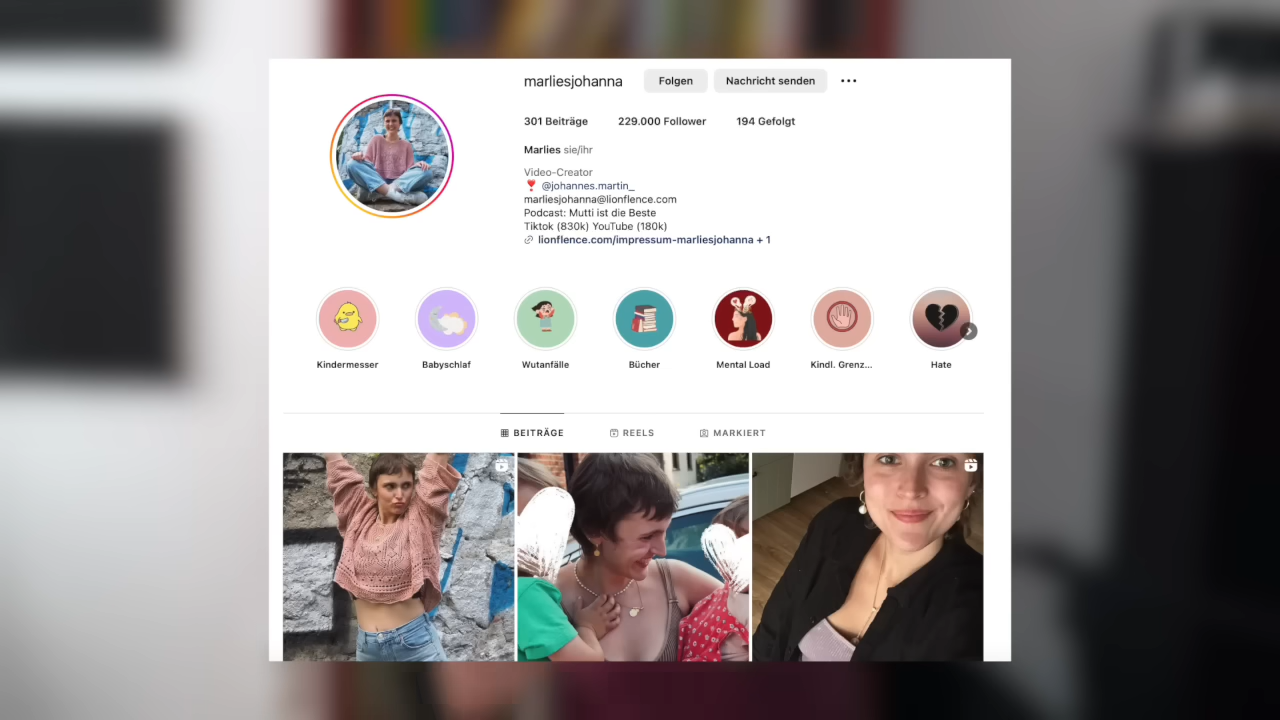 marliesjohanna Folgen Nachricht senden
301 Beiträge 229.000 Follower 194 Gefolgt
Marlies sie/ihr
Video-Creator
❣️ @johannes.martin_
marliesjohanna@lionflence.com
Podcast: Mutti ist die Beste
Tiktok (830k) YouTube (180k)
lionflence.com/impressum-marliesjohanna + 1
Kindermesser Babyschlaf Wutanfälle Bücher Mental Load Kindl. Grenz... Hate
BEITRÄGE REELS MARKIERT